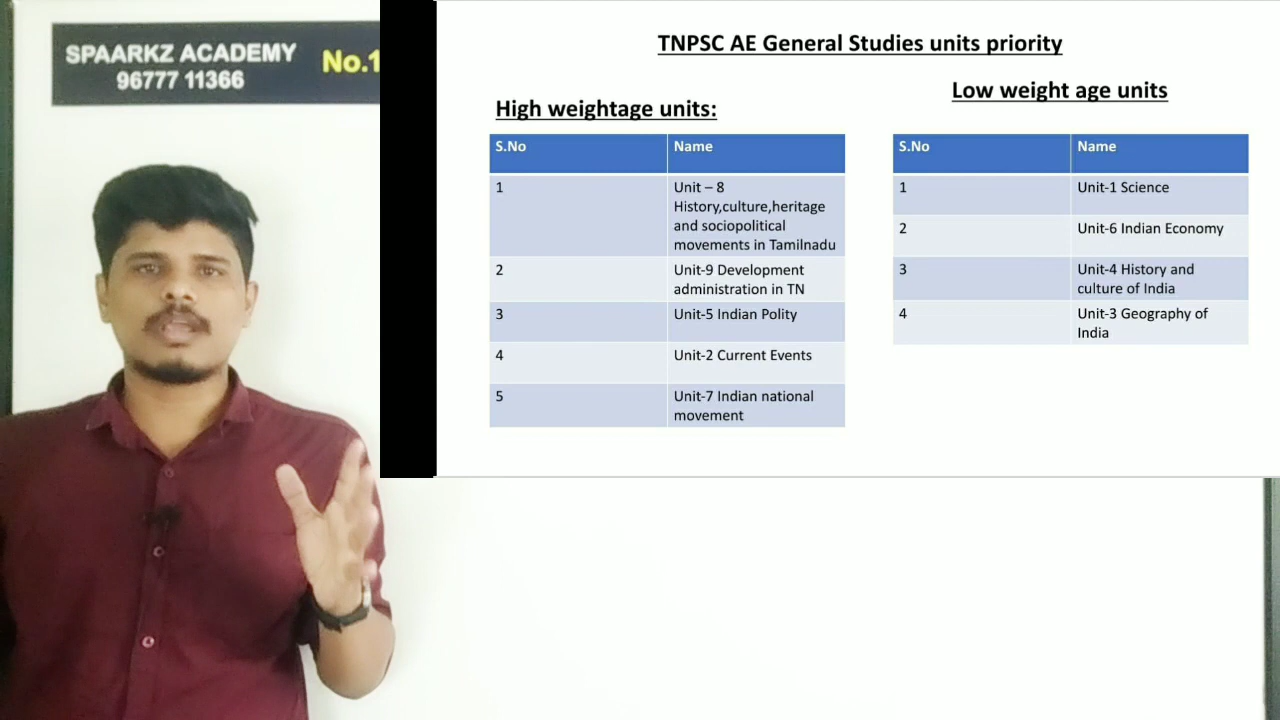 SPAARKZ ACADEMY
96777 11366
No.1
TNPSC AE General Studies units priority
High weightage units:
S.No Name
1 Unit – 8
History,culture,heritage
and sociopolitical
movements in Tamilnadu
2 Unit-9 Development
administration in TN
3 Unit-5 Indian Polity
4 Unit-2 Current Events
5 Unit-7 Indian national
movement
Low weight age units
S.No Name
1 Unit-1 Science
2 Unit-6 Indian Economy
3 Unit-4 History and
culture of India
4 Unit-3 Geography of
India